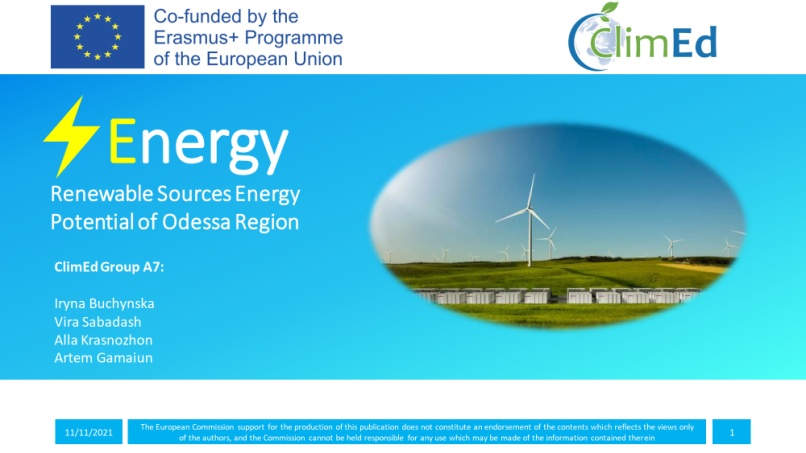 Co-funded by the
Erasmus+ Programme
of the European Union
ClimEd
Energy
Renewable Sources Energy
Potential of Odessa Region
ClimEd Group A7:
Iryna Buchynska
Vira Sabadash
Alla Krasnozhon
Artem Gamaiun
11/11/2021
The European Commission support for the production of this publication does not constitute an endorsement of the contents which reflects the views only
of the authors, and the Commission cannot be held responsible for any use which may be made of the information contained therein
1